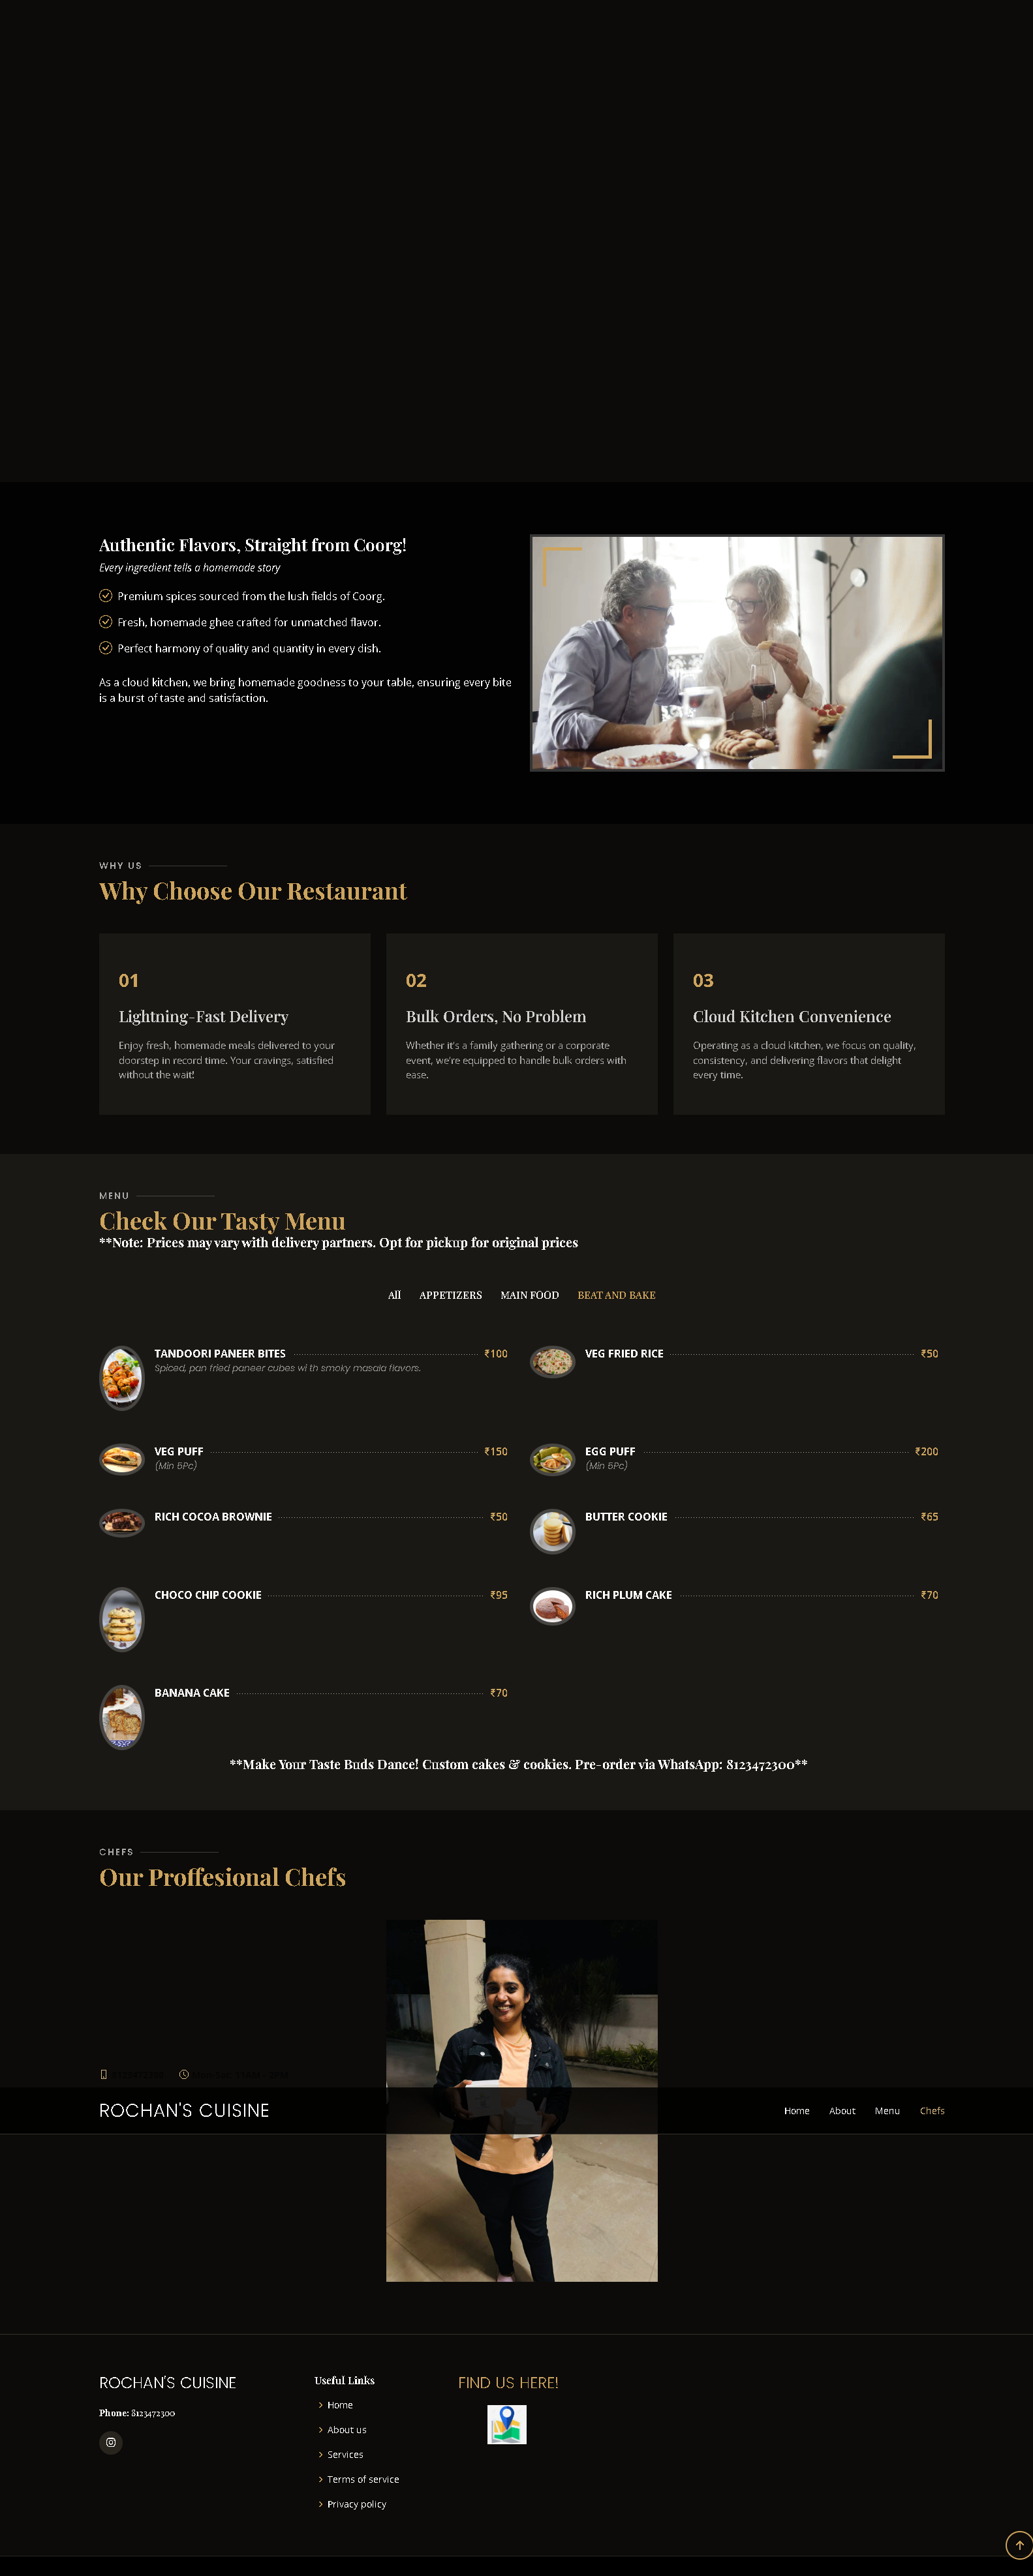 Authentic Flavors, Straight from Coorg!
Every ingredient tells a homemade story
Premium spices sourced from the lush fields of Coorg.
Fresh, homemade ghee crafted for unmatched flavor.
Perfect harmony of quality and quantity in every dish.
As a cloud kitchen, we bring homemade goodness to your table, ensuring every bite
is a burst of taste and satisfaction.
WHY US
Why Choose Our Restaurant
01
Lightning-Fast Delivery
Enjoy fresh, homemade meals delivered to your
doorstep in record time. Your cravings, satisfied
without the wait!
02
Bulk Orders, No Problem
Whether it's a family gathering or a corporate
event, we're equipped to handle bulk orders with
ease.
03
Cloud Kitchen Convenience
Operating as a cloud kitchen, we focus on quality,
consistency, and delivering flavors that delight
every time.
MENU
Check Our Tasty Menu
**Note: Prices may vary with delivery partners. Opt for pickup for original prices
All APPETIZERS MAIN FOOD BEAT AND BAKE
TANDOORI PANEER BITES ₹100
Spiced, pan fried paneer cubes wi th smoky masala flavors.
VEG FRIED RICE ₹50
VEG PUFF ₹150
(Min 5Pc)
EGG PUFF ₹200
(Min 5Pc)
RICH COCOA BROWNIE ₹50
BUTTER COOKIE ₹65
CHOCO CHIP COOKIE ₹95
RICH PLUM CAKE ₹70
BANANA CAKE ₹70
**Make Your Taste Buds Dance! Custom cakes & cookies. Pre-order via WhatsApp: 8123472300**
CHEFS
Our Proffesional Chefs
ROCHAN'S CUISINE
Home About Menu Chefs
ROCHAN'S CUISINE
Phone: 8123472300
Useful Links
Home
About us
Services
Terms of service
Privacy policy
FIND US HERE!